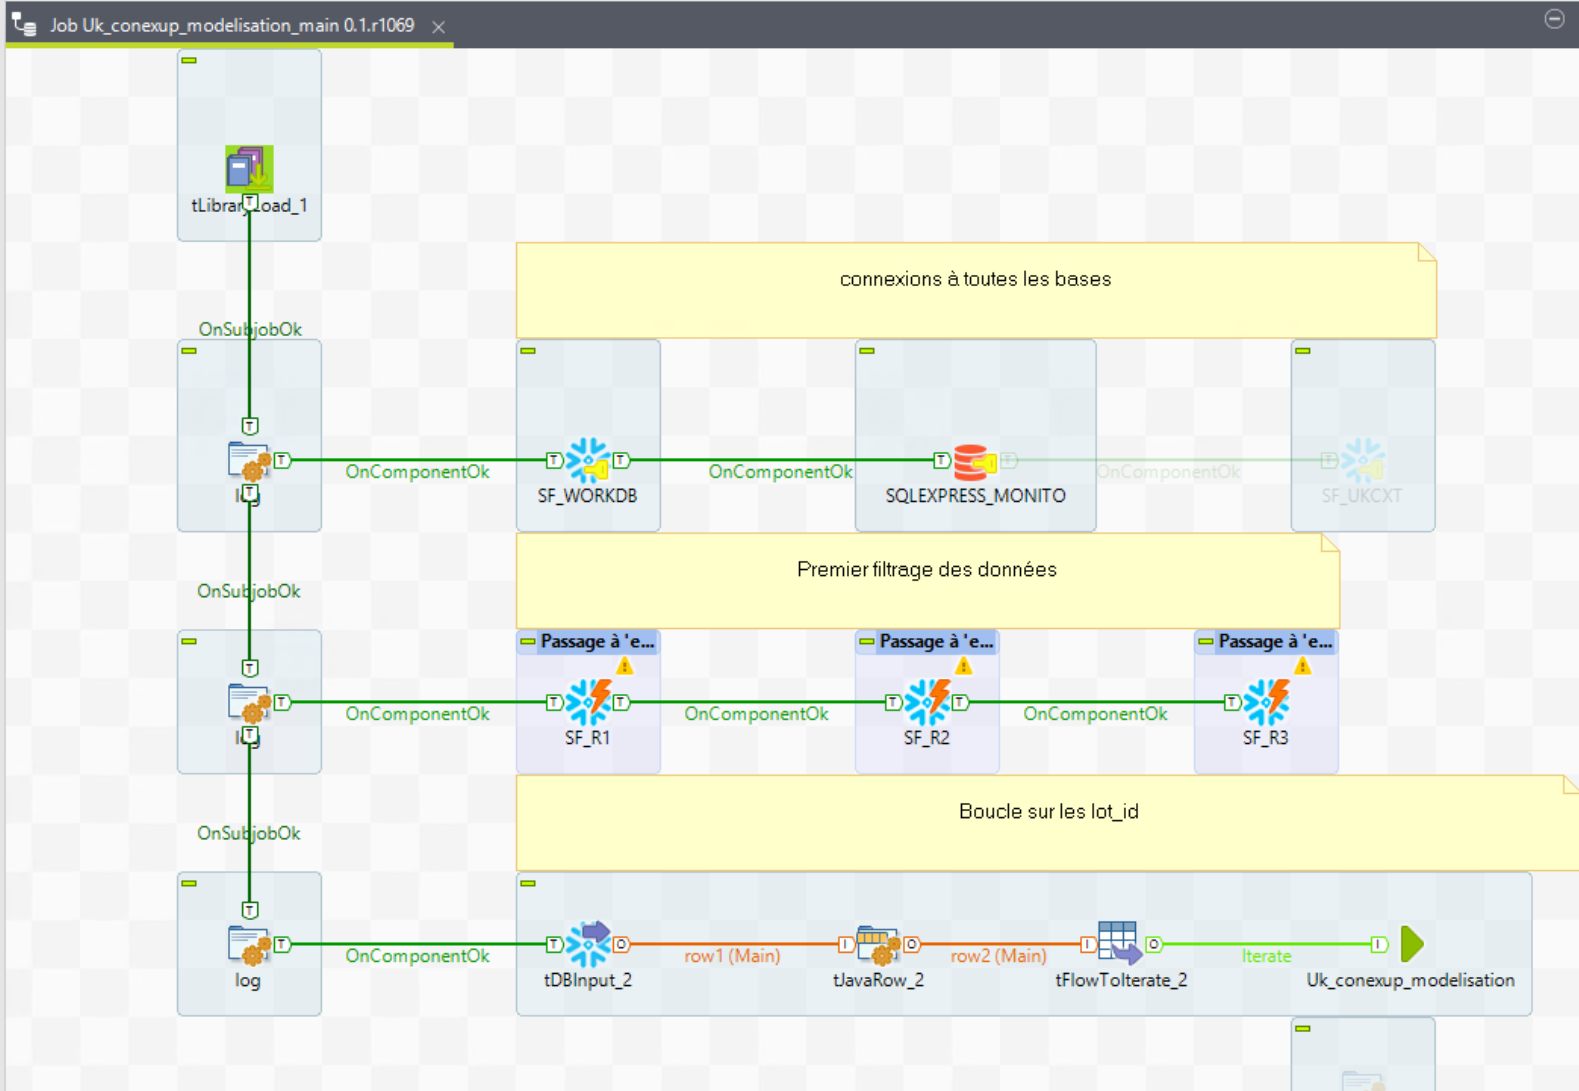 Job Uk_conexup_modelisation_main 0.1.r1069
tLibraryLoad_1
connexions à toutes les bases
OnSubjobOk
OnComponentOk
OnComponentOk
OnComponentOk
log
SF_WORKDB
SQLEXPRESS_MONITO
SF_UKCXT
Premier filtrage des données
OnSubjobOk
Passage à 'e...
Passage à 'e...
Passage à 'e...
OnComponentOk
OnComponentOk
OnComponentOk
log
SF_R1
SF_R2
SF_R3
Boucle sur les lot_id
OnSubjobOk
OnComponentOk
row1 (Main)
row2 (Main)
Iterate
log
tDBInput_2
tJavaRow_2
tFlowToIterate_2
Uk_conexup_modelisation